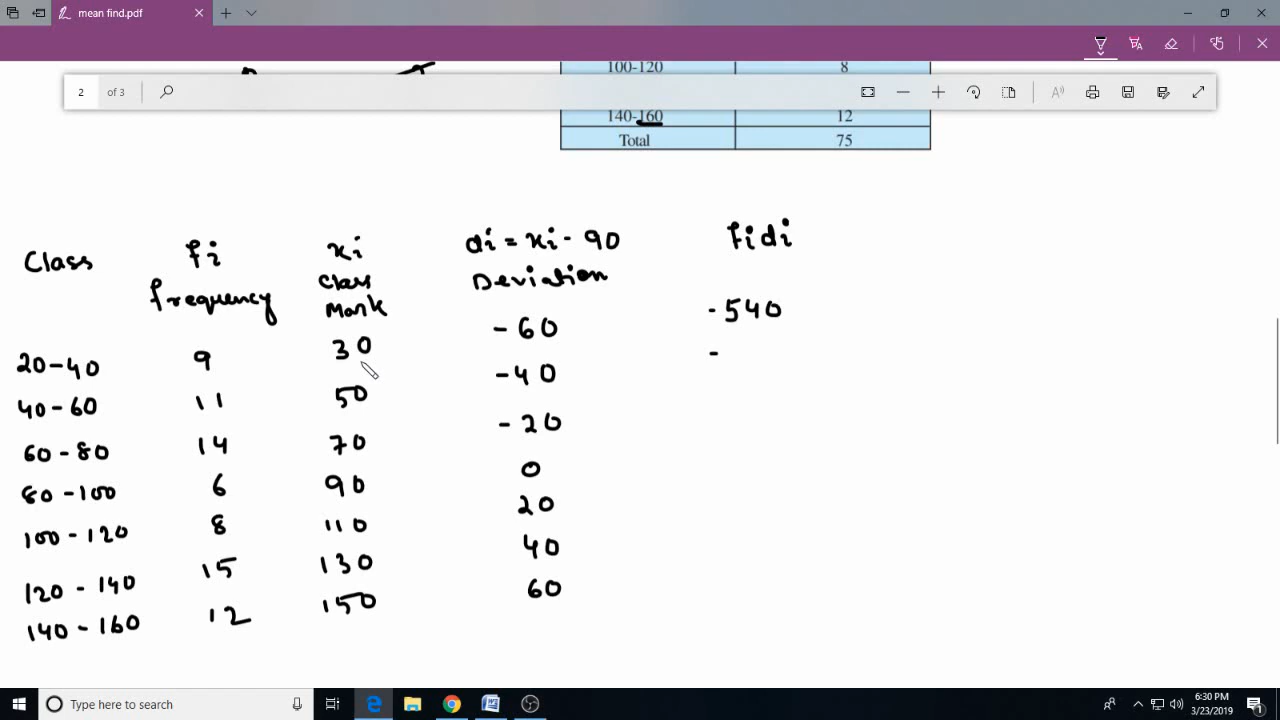 mean find.pdf
100-120 8
2 of 3
140-160 12
Total 75
Class fi xi di = xi - 90 fidi
frequency Class Mark Deviation
20-40 9 30 -60 -540
40-60 11 50 -40 -
60-80 14 70 -20
80-100 6 90 0
100-120 8 110 20
120-140 15 130 40
140-160 12 150 60
Type here to search
6:30 PM
3/23/2019